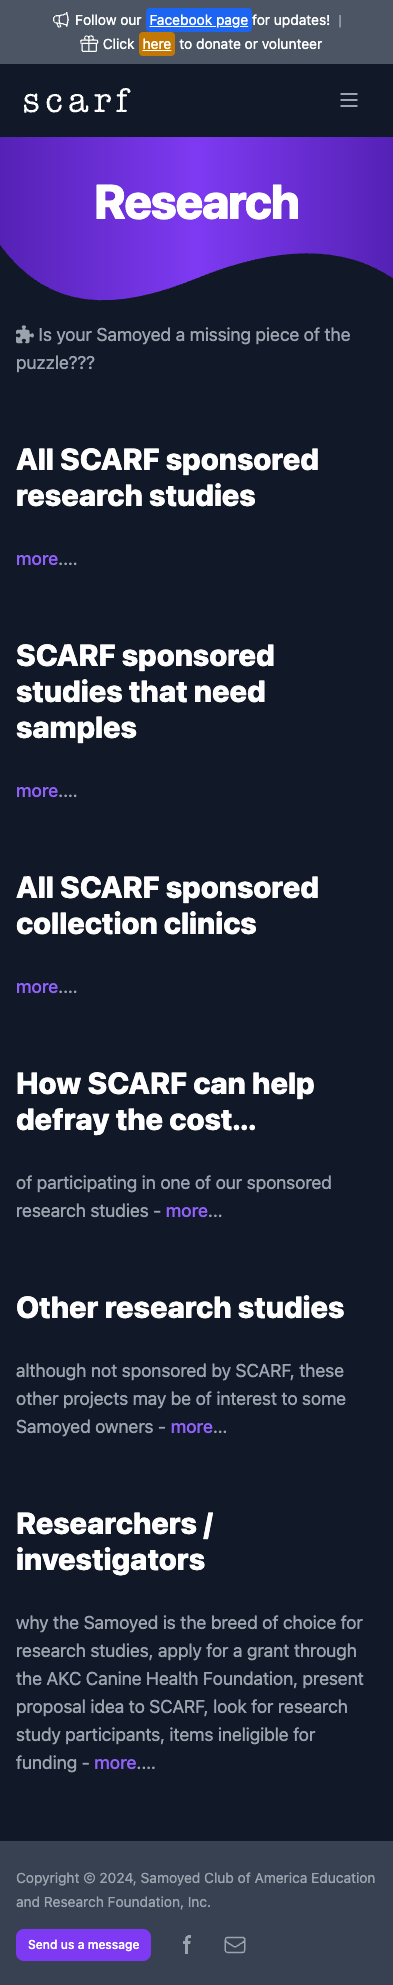 Follow our Facebook page for updates! |
Click here to donate or volunteer
scarf
Research
Is your Samoyed a missing piece of the
puzzle???
All SCARF sponsored
research studies
more....
SCARF sponsored
studies that need
samples
more....
All SCARF sponsored
collection clinics
more....
How SCARF can help
defray the cost...
of participating in one of our sponsored
research studies - more...
Other research studies
although not sponsored by SCARF, these
other projects may be of interest to some
Samoyed owners - more...
Researchers /
investigators
why the Samoyed is the breed of choice for
research studies, apply for a grant through
the AKC Canine Health Foundation, present
proposal idea to SCARF, look for research
study participants, items ineligible for
funding - more....
Copyright © 2024, Samoyed Club of America Education
and Research Foundation, Inc.
Send us a message